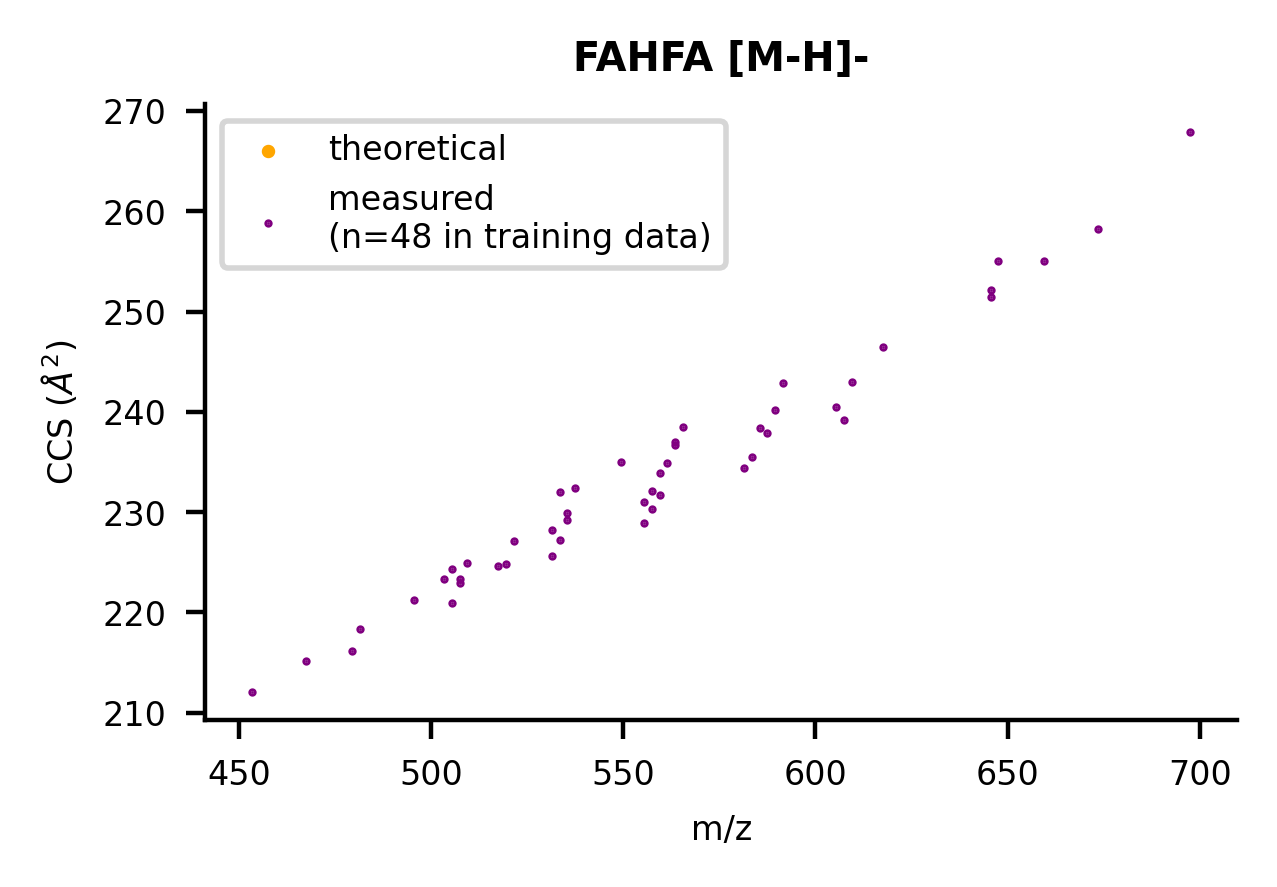 FAHFA [M-H]-
theoretical
measured
(n=48 in training data)
CCS (Å²)
270
260
250
240
230
220
210
450 500 550 600 650 700
m/z